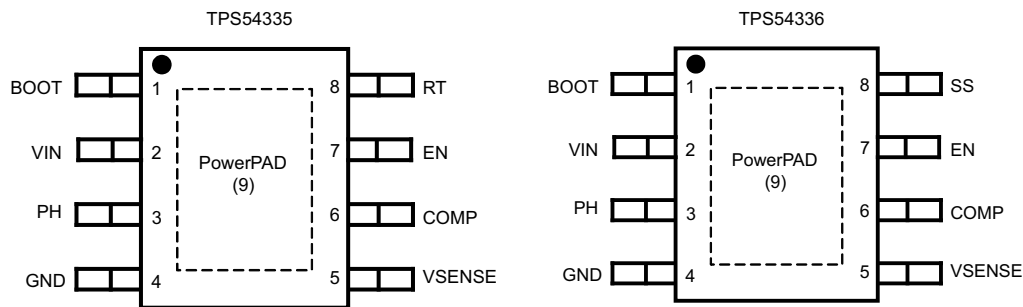 TPS54335
BOOT 1 8 RT
VIN 2 7 EN
PowerPAD
(9)
PH 3 6 COMP
GND 4 5 VSENSE
TPS54336
BOOT 1 8 SS
VIN 2 7 EN
PowerPAD
(9)
PH 3 6 COMP
GND 4 5 VSENSE